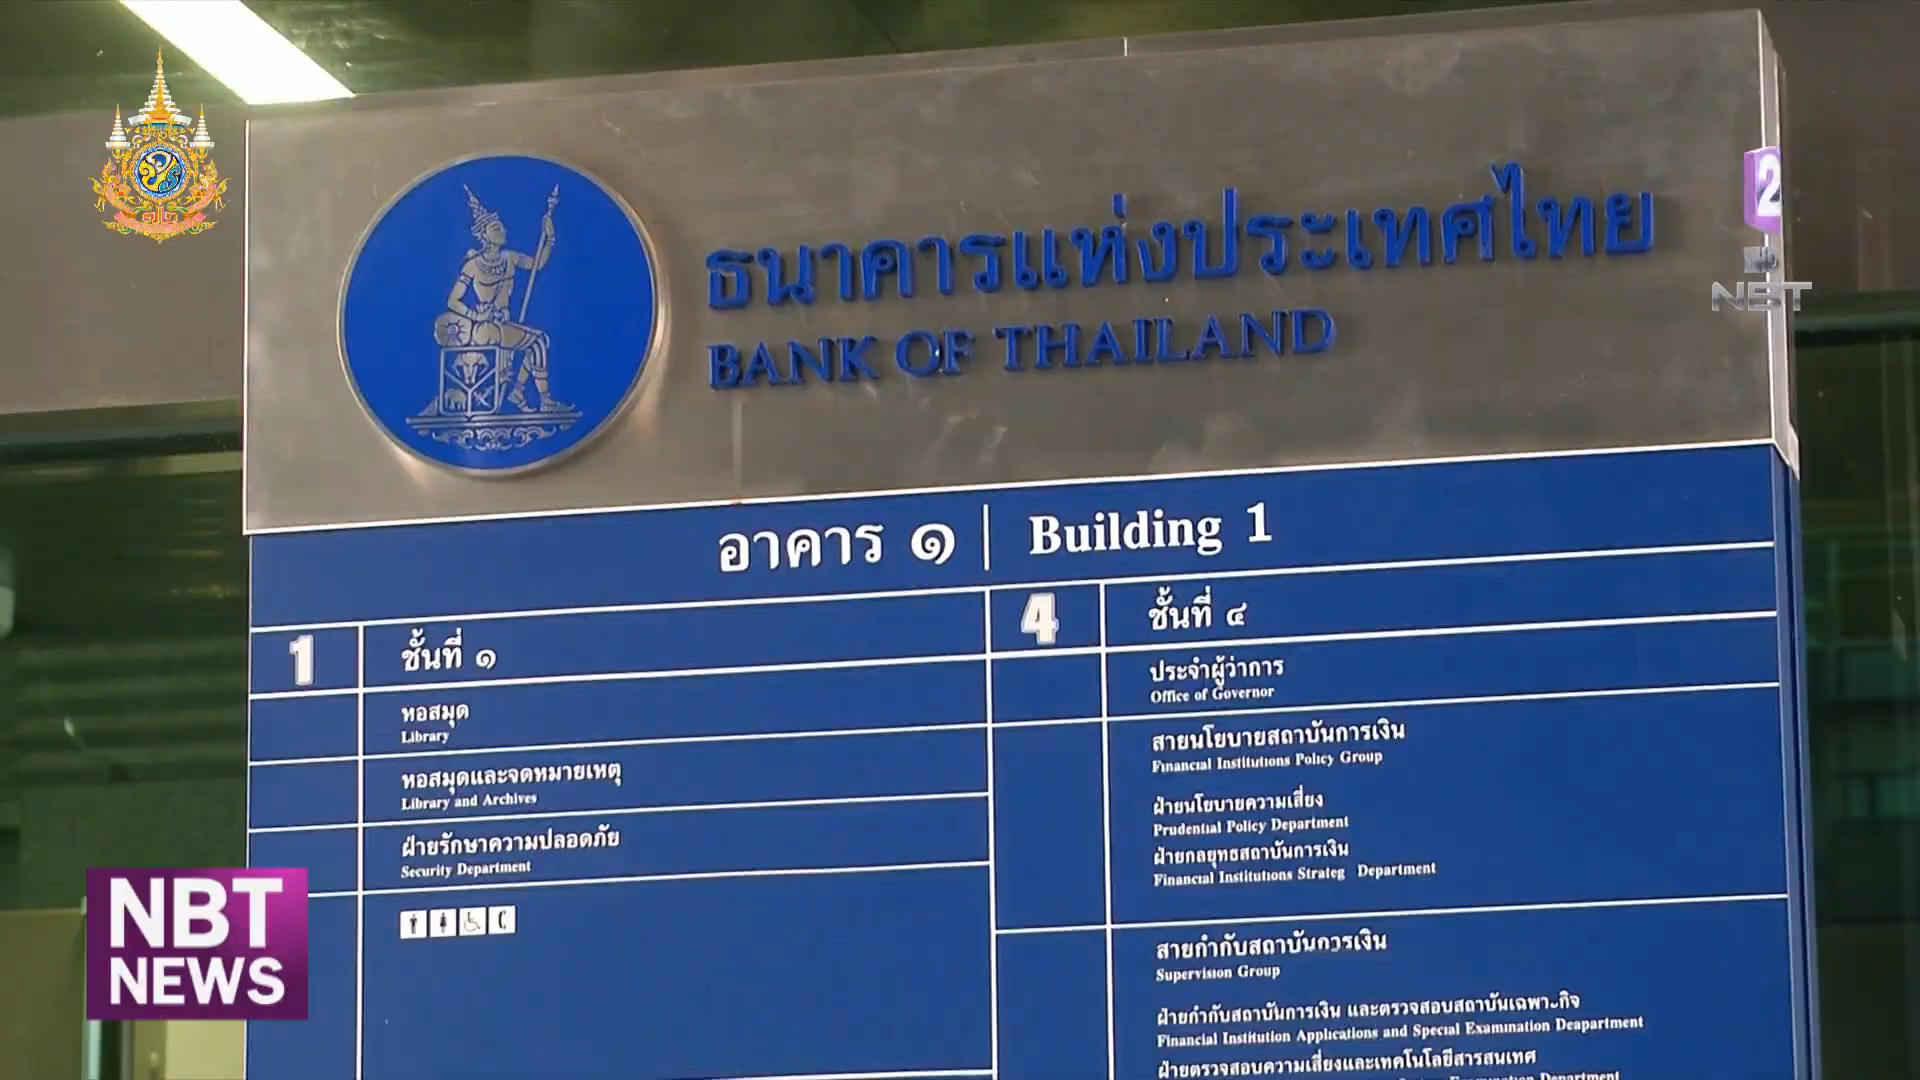 ๗๒
2
NBT
ธนาคารแห่งประเทศไทย
BANK OF THAILAND
อาคาร ๑ | Building 1
1
ชั้นที่ ๑
หอสมุด
Library
หอสมุดและจดหมายเหตุ
Library and Archives
ฝ่ายรักษาความปลอดภัย
Security Department
4
ชั้นที่ ๔
ประจำผู้ว่าการ
Office of Governor
สายนโยบายสถาบันการเงิน
Financial Institutions Policy Group
ฝ่ายนโยบายความเสี่ยง
Prudential Policy Department
ฝ่ายกลยุทธสถาบันการเงิน
Financial Institutions Strateg Department
สายกำกับสถาบันการเงิน
Supervision Group
ฝ่ายกำกับสถาบันการเงิน และตรวจสอบสถาบันเฉพาะกิจ
Financial Institution Applications and Special Examination Deapartment
ฝ่ายตรวจสอบความเสี่ยงและเทคโนโลยีสารสนเทศ
Examination Department
NBT
NEWS